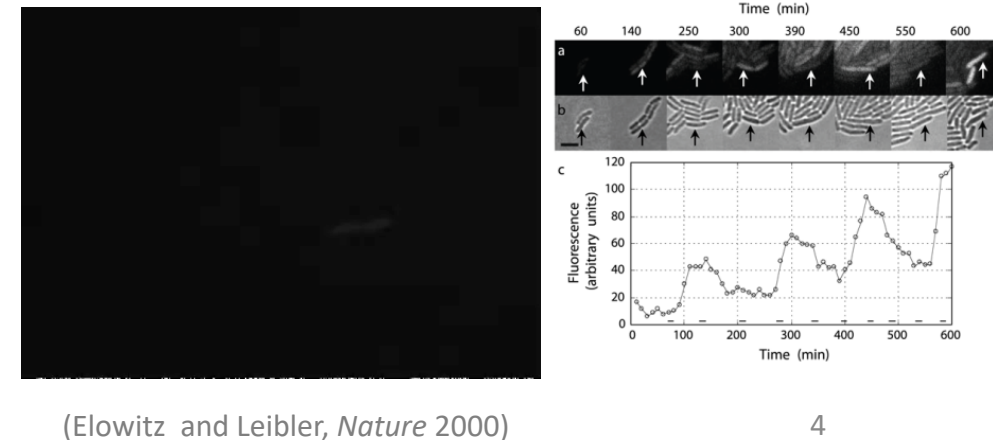 Time (min)
60 140 250 300 390 450 550 600
a
b
c
120
100
80
60
40
20
0
Fluorescence
(arbitrary units)
0 100 200 300 400 500 600
Time (min)
(Elowitz and Leibler, Nature 2000)
4